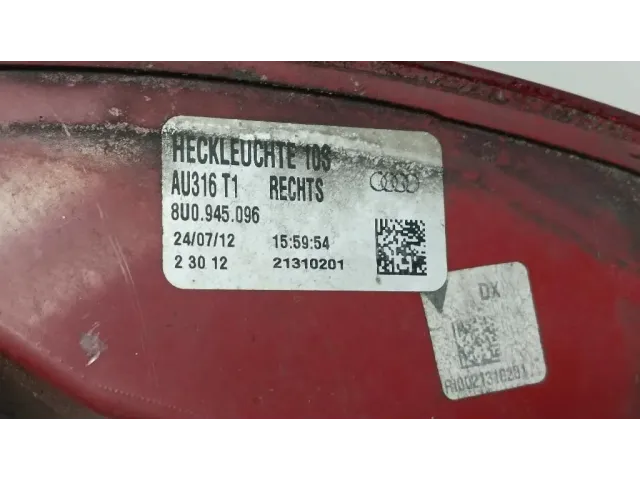 HECKLEUCHTE 10S
AU316 T1 RECHTS
8U0.945.096
24/07/12 15:59:54
2 30 12 21310201
DX